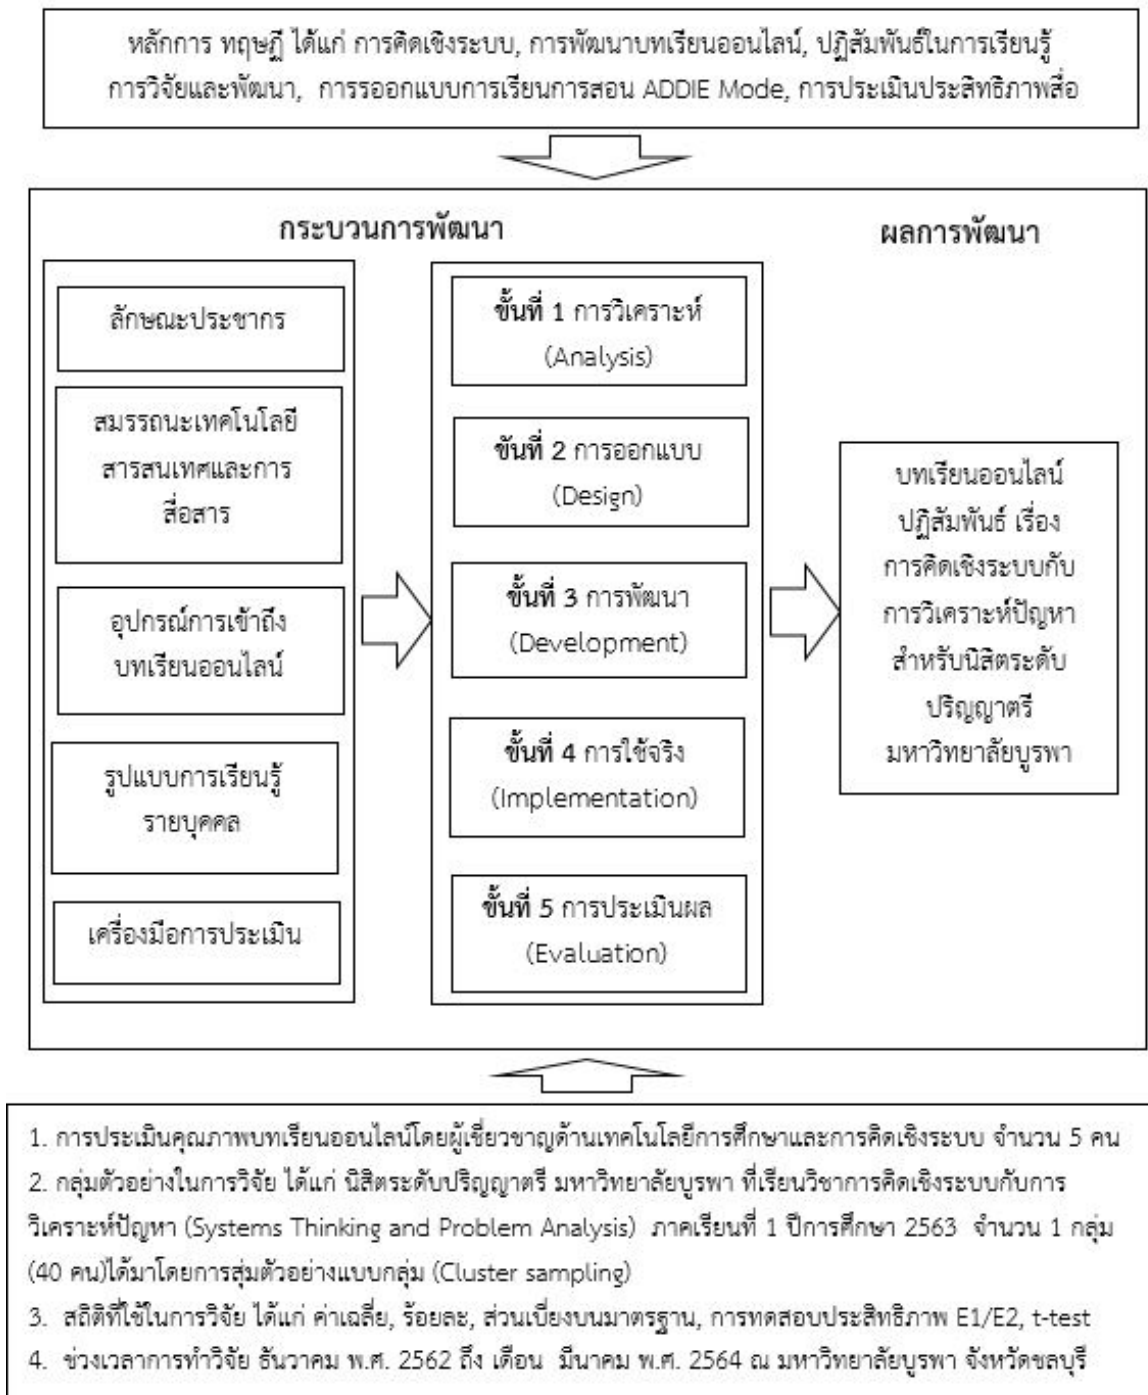 หลักการ ทฤษฎี ได้แก่ การคิดเชิงระบบ, การพัฒนาบทเรียนออนไลน์, ปฏิสัมพันธ์ในการเรียนรู้
การวิจัยและพัฒนา, การรออกแบบการเรียนการสอน ADDIE Mode, การประเมินประสิทธิภาพสื่อ
กระบวนการพัฒนา
ผลการพัฒนา
ลักษณะประชากร
สมรรถนะเทคโนโลยี
สารสนเทศและการ
สื่อสาร
อุปกรณ์การเข้าถึง
บทเรียนออนไลน์
รูปแบบการเรียนรู้
รายบุคคล
เครื่องมือการประเมิน
ขั้นที่ 1 การวิเคราะห์
(Analysis)
ขันที่ 2 การออกแบบ
(Design)
ขั้นที่ 3 การพัฒนา
(Development)
ขั้นที่ 4 การใช้จริง
(Implementation)
ขั้นที่ 5 การประเมินผล
(Evaluation)
บทเรียนออนไลน์
ปฏิสัมพันธ์ เรื่อง
การคิดเชิงระบบกับ
การวิเคราะห์ปัญหา
สำหรับนิสิตระดับ
ปริญญาตรี
มหาวิทยาลัยบูรพา
1. การประเมินคุณภาพบทเรียนออนไลน์โดยผู้เชี่ยวชาญด้านเทคโนโลยีการศึกษาและการคิดเชิงระบบ จำนวน 5 คน
2. กลุ่มตัวอย่างในการวิจัย ได้แก่ นิสิตระดับปริญญาตรี มหาวิทยาลัยบูรพา ที่เรียนวิชาการคิดเชิงระบบกับการ
วิเคราะห์ปัญหา (Systems Thinking and Problem Analysis) ภาคเรียนที่ 1 ปีการศึกษา 2563 จำนวน 1 กลุ่ม
(40 คน)ได้มาโดยการสุ่มตัวอย่างแบบกลุ่ม (Cluster sampling)
3. สถิติที่ใช้ในการวิจัย ได้แก่ ค่าเฉลี่ย, ร้อยละ, ส่วนเบี่ยงบนมาตรฐาน, การทดสอบประสิทธิภาพ E1/E2, t-test
4. ช่วงเวลาการทำวิจัย ธันวาคม พ.ศ. 2562 ถึง เดือน มีนาคม พ.ศ. 2564 ณ มหาวิทยาลัยบูรพา จังหวัดชลบุรี